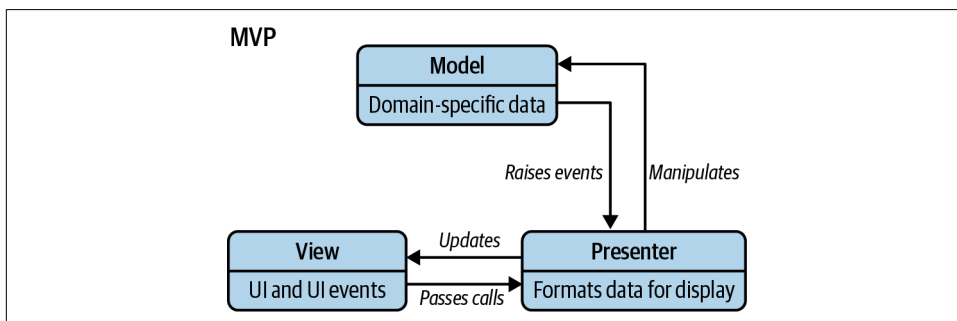 MVP
Model
Domain-specific data
Raises events
Manipulates
View
Updates
Presenter
UI and UI events
Passes calls
Formats data for display